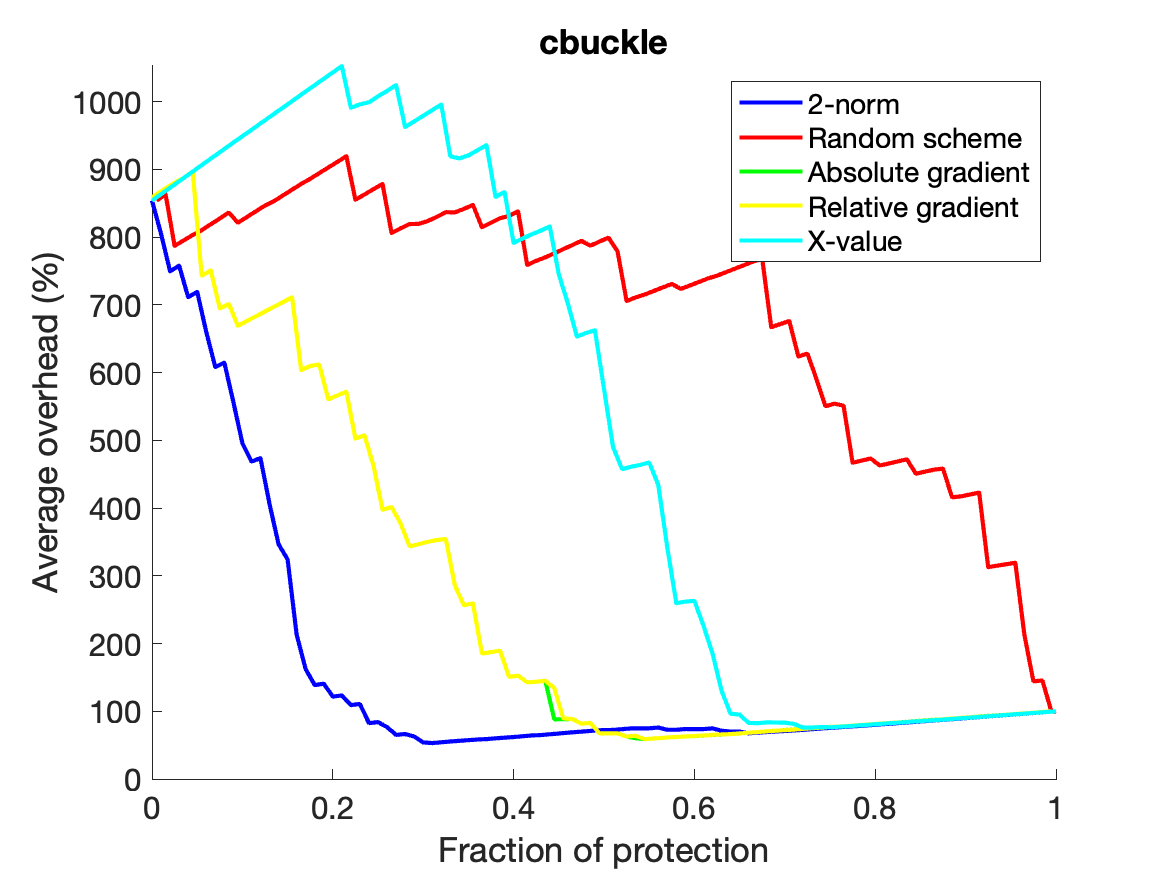 cbuckle
2-norm
Random scheme
Absolute gradient
Relative gradient
X-value
Average overhead (%)
1000
900
800
700
600
500
400
300
200
100
0
0
0.2
0.4
0.6
0.8
1
Fraction of protection